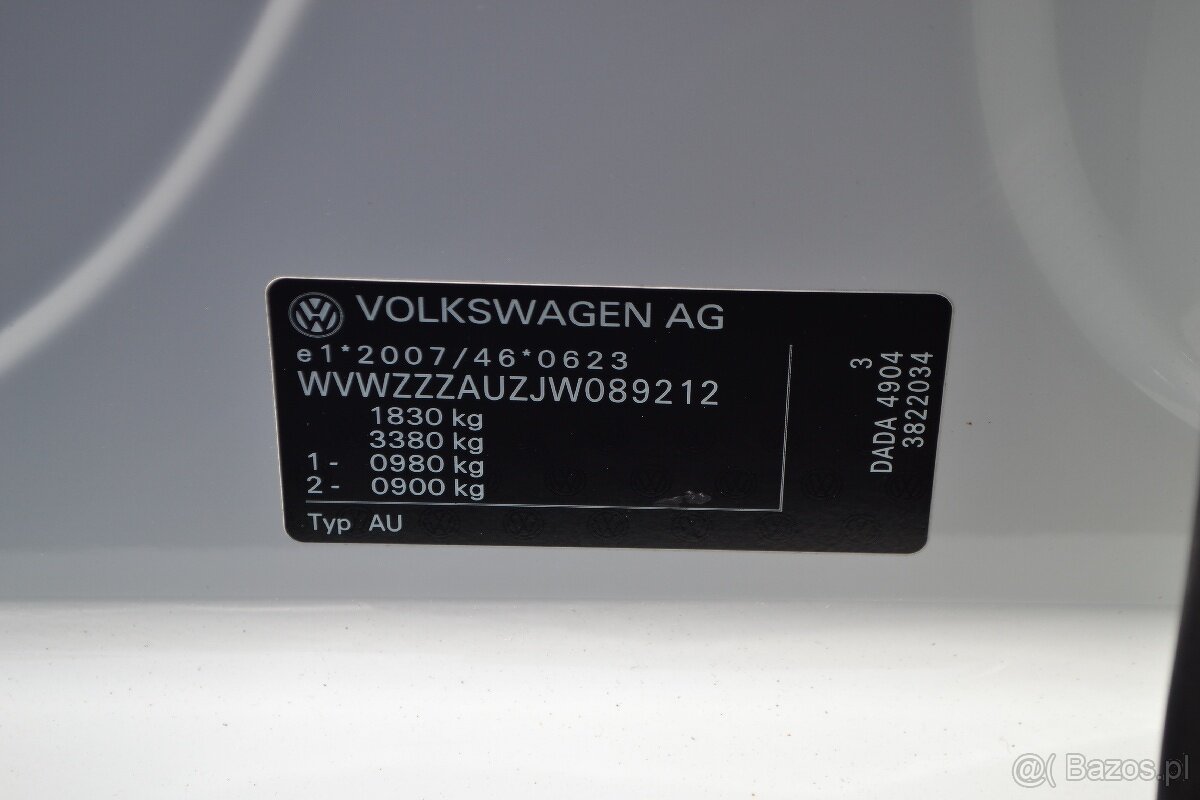 VOLKSWAGEN AG
e1*2007/46*0623
WVWZZZAUZJW089212
1830 kg
3380 kg
1- 0980 kg
2- 0900 kg
Typ AU
3
DADA 4904
3822034
@( Bazos.pl